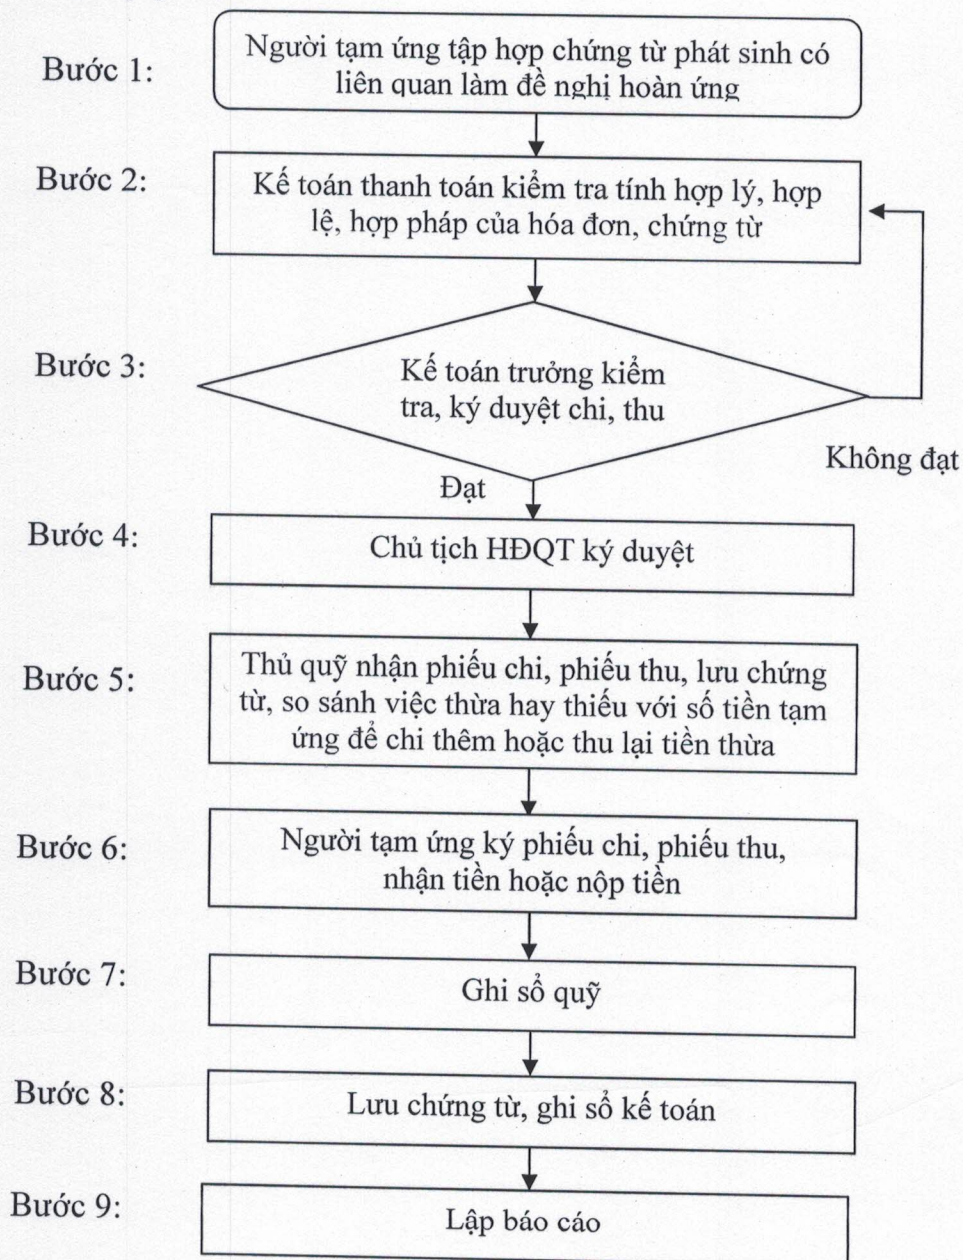 Bước 1:
Người tạm ứng tập hợp chứng từ phát sinh có
liên quan làm đề nghị hoàn ứng
Bước 2:
Kế toán thanh toán kiểm tra tính hợp lý, hợp
lệ, hợp pháp của hóa đơn, chứng từ
Bước 3:
Kế toán trưởng kiểm
tra, ký duyệt chi, thu
Không đạt
Đạt
Bước 4:
Chủ tịch HĐQT ký duyệt
Bước 5:
Thủ quỹ nhận phiếu chi, phiếu thu, lưu chứng
từ, so sánh việc thừa hay thiếu với số tiền tạm
ứng để chi thêm hoặc thu lại tiền thừa
Bước 6:
Người tạm ứng ký phiếu chi, phiếu thu,
nhận tiền hoặc nộp tiền
Bước 7:
Ghi sổ quỹ
Bước 8:
Lưu chứng từ, ghi sổ kế toán
Bước 9:
Lập báo cáo